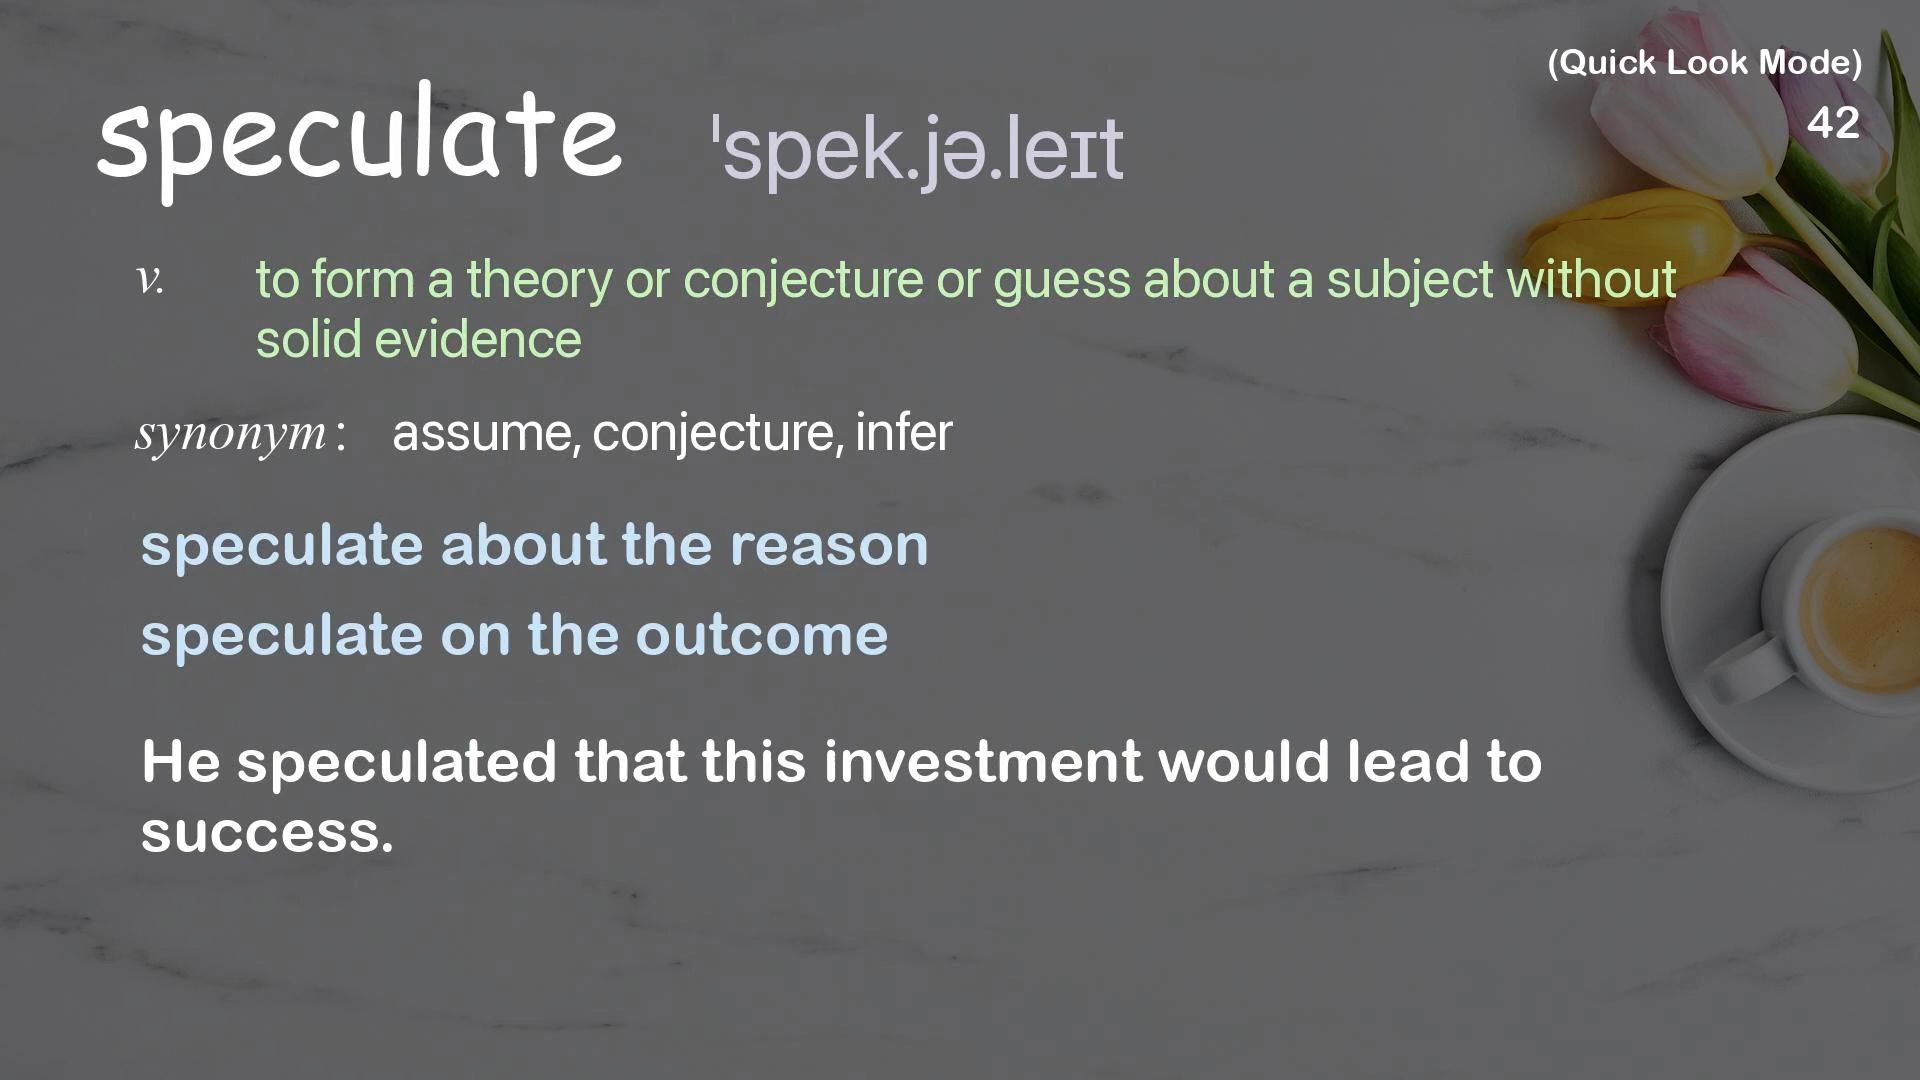 (Quick Look Mode)
speculate ˈspek.jə.leɪt
42
v. to form a theory or conjecture or guess about a subject without
solid evidence
synonym : assume, conjecture, infer
speculate about the reason
speculate on the outcome
He speculated that this investment would lead to
success.